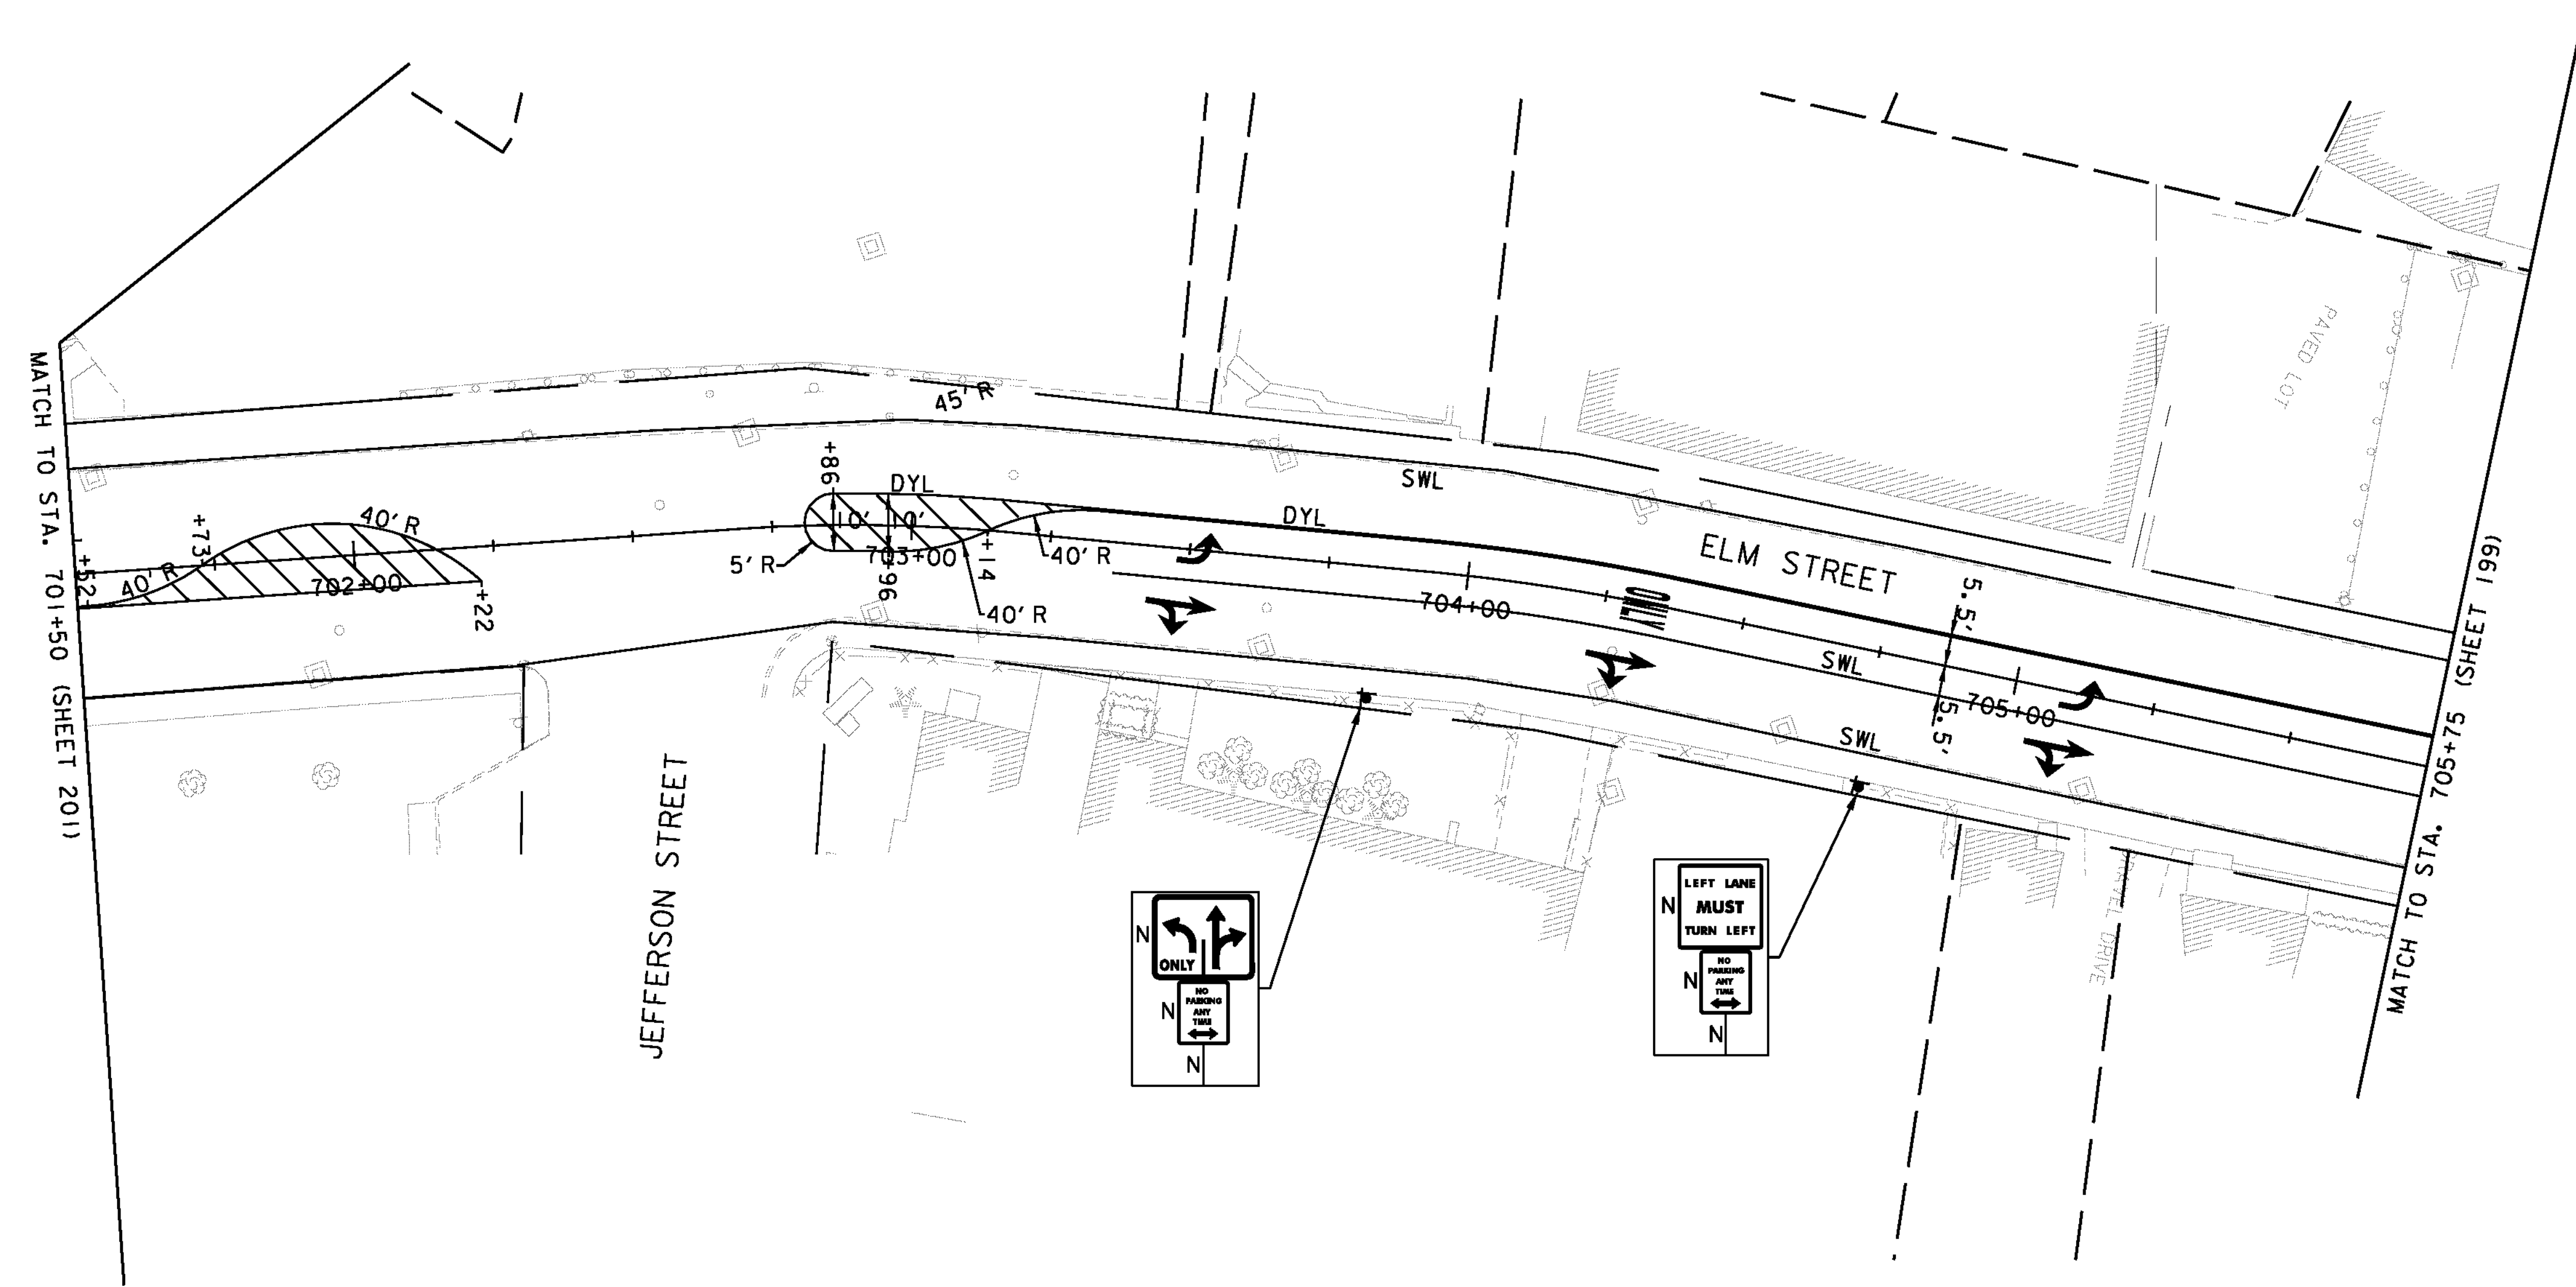 MATCH TO STA. 701+50 (SHEET 201)
+52
40' R
+73
40' R
702+00
+22
45' R
+86
DYL
10'
10'
703+00
5' R
+96
+14
40' R
40' R
SWL
DYL
704+00
ONLY
ELM STREET
SWL
5.5'
5.5'
705+00
SWL
PAVED LOT
MATCH TO STA. 705+75 (SHEET 199)
JEFFERSON STREET
N
ONLY
N
NO
PARKING
ANY
TIME
N
N
LEFT LANE
MUST
TURN LEFT
N
NO
PARKING
ANY
TIME
N
DRIVE